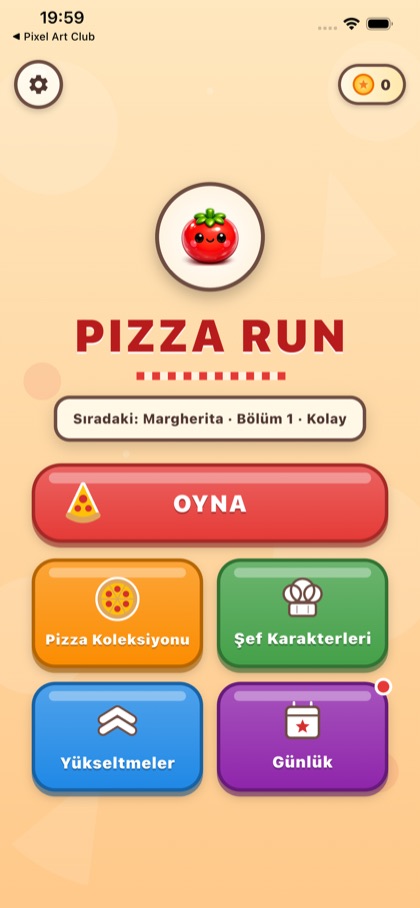 19:59
◀ Pixel Art Club
0
PIZZA RUN
Sıradaki: Margherita · Bölüm 1 · Kolay
OYNA
Pizza Koleksiyonu
Şef Karakterleri
Yükseltmeler
Günlük